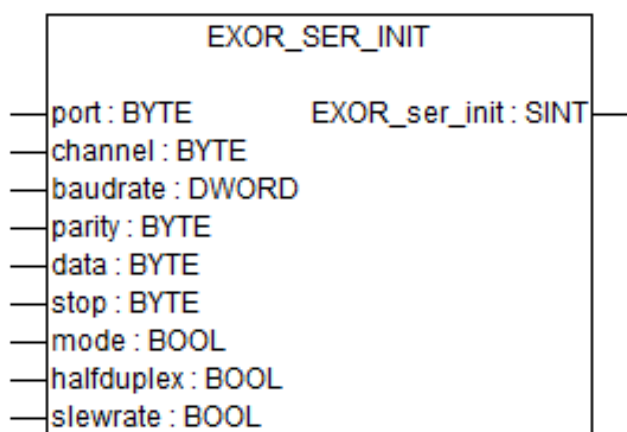 EXOR_SER_INIT
port : BYTE EXOR_ser_init : SINT
channel : BYTE
baudrate : DWORD
parity : BYTE
data : BYTE
stop : BYTE
mode : BOOL
halfduplex : BOOL
slewrate : BOOL